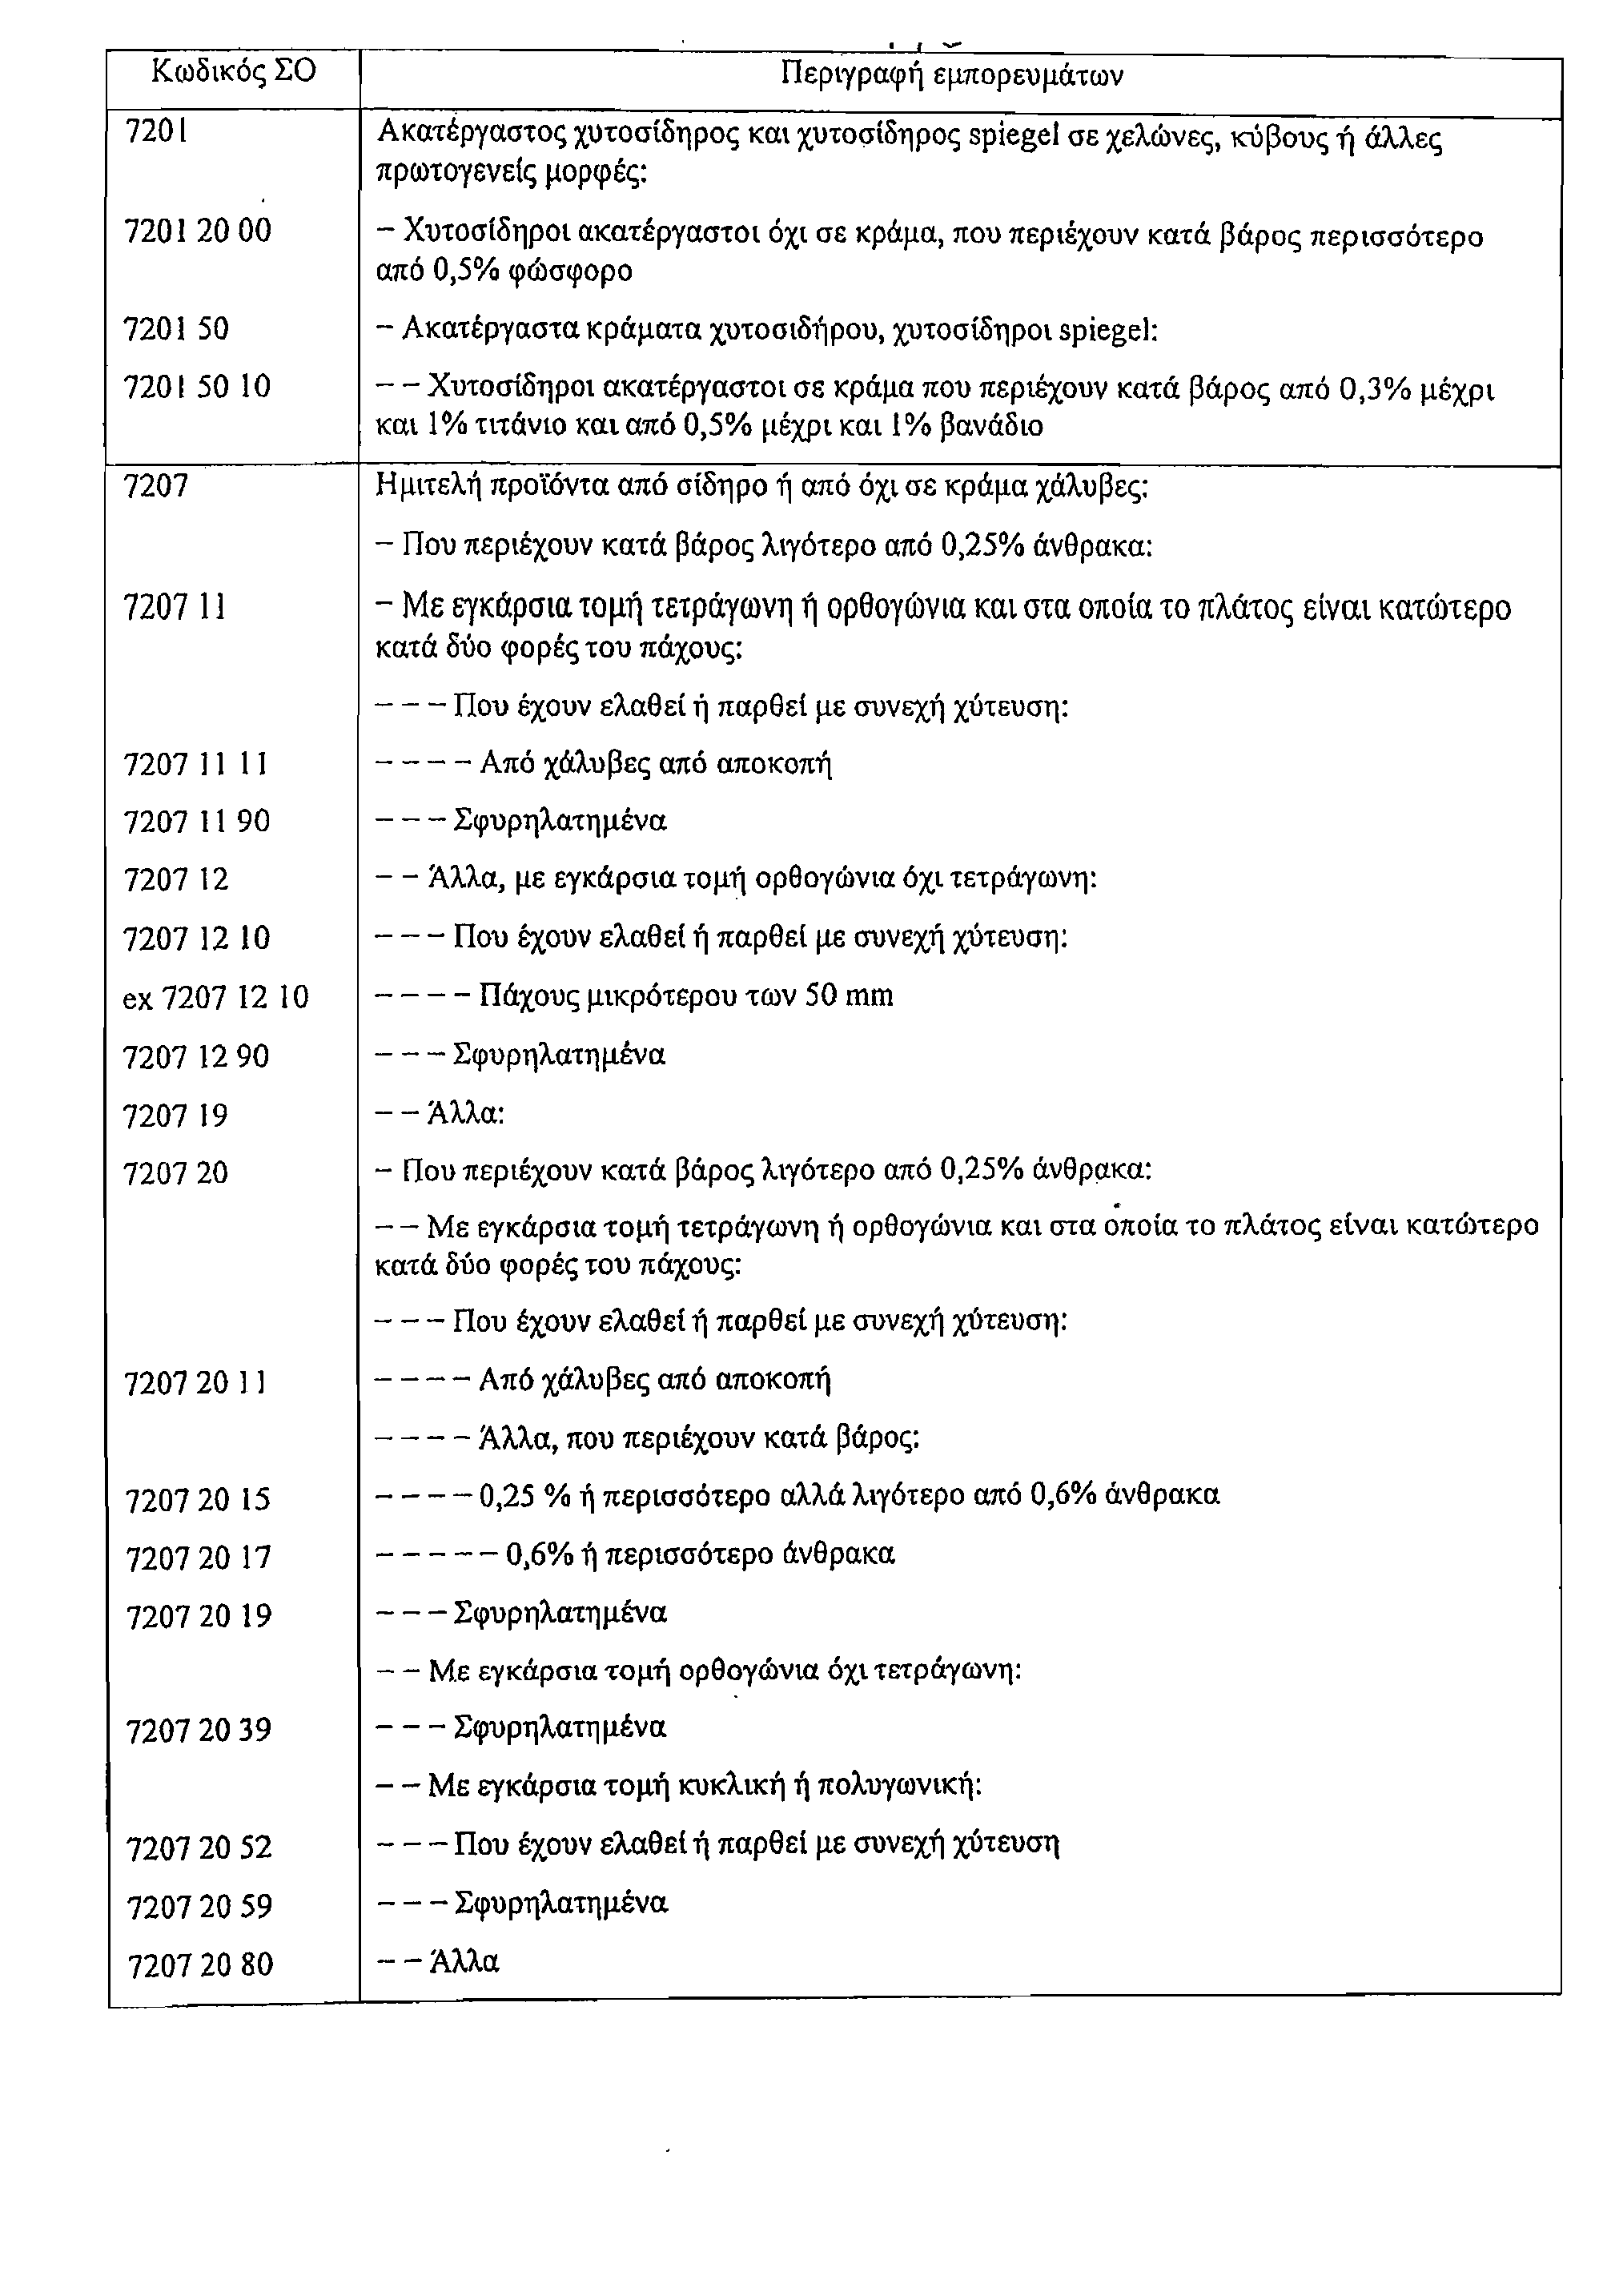 Κωδικός ΣΟ
Περιγραφή εμπορευμάτων
7201
Ακατέργαστος χυτοσίδηρος και χυτοσίδηρος spiegel σε χελώνες, κύβους ή άλλες
πρωτογενείς μορφές:
7201 20 00
– Χυτοσίδηροι ακατέργαστοι όχι σε κράμα, που περιέχουν κατά βάρος περισσότερο
από 0,5% φώσφορο
7201 50
– Ακατέργαστα κράματα χυτοσιδήρου, χυτοσίδηροι spiegel:
7201 50 10
– – Χυτοσίδηροι ακατέργαστοι σε κράμα που περιέχουν κατά βάρος από 0,3% μέχρι
και 1% τιτάνιο και από 0,5% μέχρι και 1% βανάδιο
7207
Ημιτελή προϊόντα από σίδηρο ή από όχι σε κράμα χάλυβες:
– Που περιέχουν κατά βάρος λιγότερο από 0,25% άνθρακα:
7207 11
– Με εγκάρσια τομή τετράγωνη ή ορθογώνια και στα οποία το πλάτος είναι κατώτερο
κατά δύο φορές του πάχους:
– – – Που έχουν ελαθεί ή παρθεί με συνεχή χύτευση:
7207 11 11
– – – – Από χάλυβες από αποκοπή
7207 11 90
– – – Σφυρηλατημένα
7207 12
– – Άλλα, με εγκάρσια τομή ορθογώνια όχι τετράγωνη:
7207 12 10
– – – Που έχουν ελαθεί ή παρθεί με συνεχή χύτευση:
ex 7207 12 10
– – – – Πάχους μικρότερου των 50 mm
7207 12 90
– – – Σφυρηλατημένα
7207 19
– – Άλλα:
7207 20
– Που περιέχουν κατά βάρος λιγότερο από 0,25% άνθρακα:
– – Με εγκάρσια τομή τετράγωνη ή ορθογώνια και στα οποία το πλάτος είναι κατώτερο
κατά δύο φορές του πάχους:
– – – Που έχουν ελαθεί ή παρθεί με συνεχή χύτευση:
7207 20 11
– – – – Από χάλυβες από αποκοπή
– – – – Άλλα, που περιέχουν κατά βάρος:
7207 20 15
– – – – 0,25 % ή περισσότερο αλλά λιγότερο από 0,6% άνθρακα
7207 20 17
– – – – – 0,6% ή περισσότερο άνθρακα
7207 20 19
– – – Σφυρηλατημένα
– – Με εγκάρσια τομή ορθογώνια όχι τετράγωνη:
7207 20 39
– – – Σφυρηλατημένα
– – Με εγκάρσια τομή κυκλική ή πολυγωνική:
7207 20 52
– – – Που έχουν ελαθεί ή παρθεί με συνεχή χύτευση
7207 20 59
– – – Σφυρηλατημένα
7207 20 80
– – Άλλα